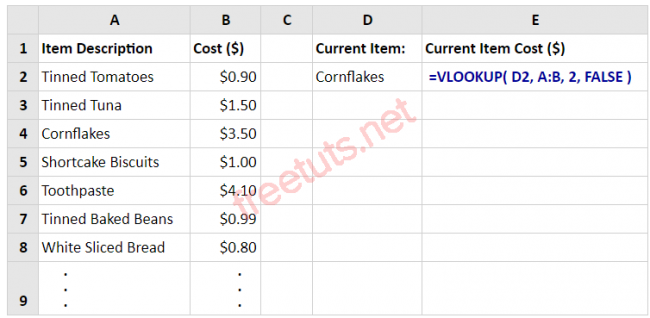 A B C D E
1 Item Description Cost ($) Current Item: Current Item Cost ($)
2 Tinned Tomatoes $0.90 Cornflakes =VLOOKUP( D2, A:B, 2, FALSE )
3 Tinned Tuna $1.50
4 Cornflakes $3.50
5 Shortcake Biscuits $1.00
6 Toothpaste $4.10
7 Tinned Baked Beans $0.99
8 White Sliced Bread $0.80
9
freetuts.net